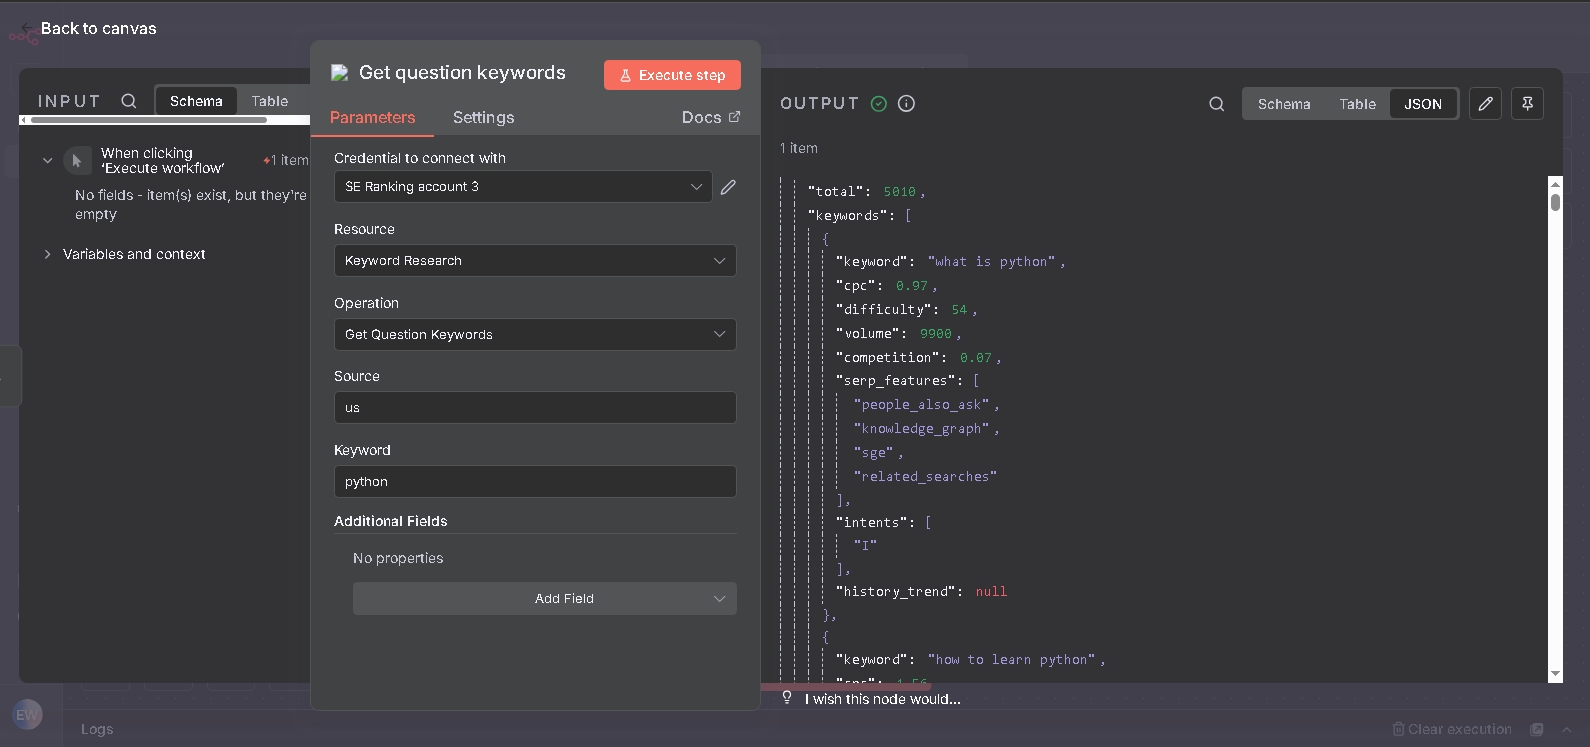 Back to canvas
INPUT
Schema
Table
When clicking
‘Execute workflow’
1 item
No fields - item(s) exist, but they're
empty
Variables and context
Get question keywords
Execute step
Parameters
Settings
Docs
Credential to connect with
SE Ranking account 3
Resource
Keyword Research
Operation
Get Question Keywords
Source
us
Keyword
python
Additional Fields
No properties
Add Field
OUTPUT
Schema
Table
JSON
1 item
"total": 5010,
"keywords": [
{
"keyword": "what is python",
"cpc": 0.97,
"difficulty": 54,
"volume": 9900,
"competition": 0.07,
"serp_features": [
"people_also_ask",
"knowledge_graph",
"sge",
"related_searches"
],
"intents": [
"I"
],
"history_trend": null
},
{
"keyword": "how to learn python",
"cpc": 1.56
I wish this node would...
EW
Logs
Clear execution